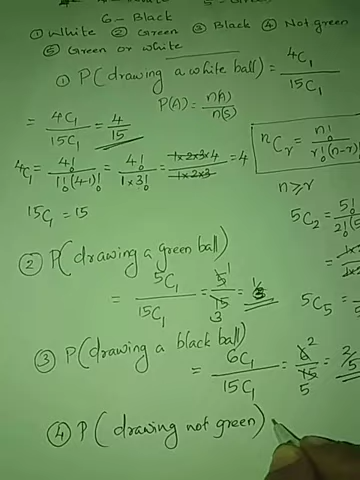 6 - Black
① White ② Green ③ Black ④ Not green
⑤ Green or white
① P(drawing a white ball) = 4C₁ / 15C₁
= 4C₁ / 15C₁ = 4 / 15
P(A) = n(A) / n(S)
⁴C₁ = 4! / 1!(4-1)! = 4! / 1×3! = 1×2×3×4 / 1×2×3 = 4
nCr = n! / r!(n-r)!
n≥r
15C₁ = 15
5C₂ = 5! / 2!(5
② P(drawing a green ball)
= 5C₁ / 15C₁ = 5 / 15 = 1/3
5C₅ =
③ P(drawing a black ball)
= 6C₁ / 15C₁ = 6 / 15 = 2/5
④ P(drawing not green)